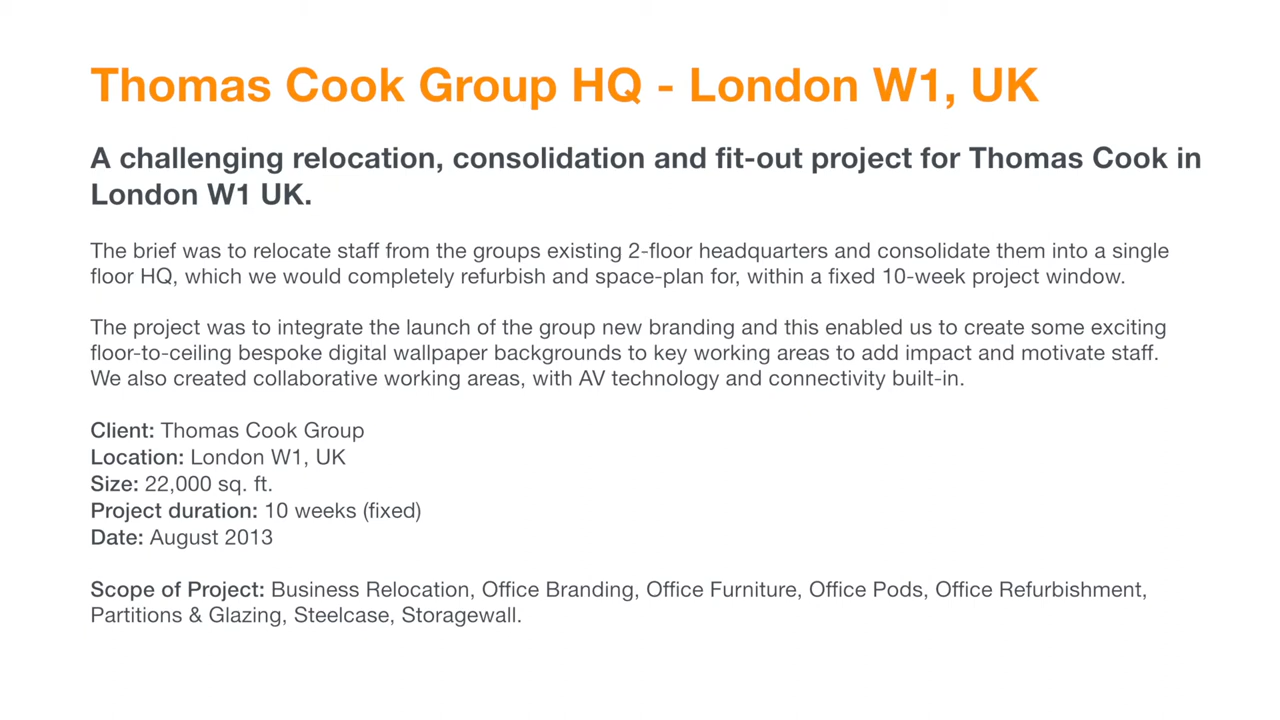 Thomas Cook Group HQ - London W1, UK
A challenging relocation, consolidation and fit-out project for Thomas Cook in
London W1 UK.
The brief was to relocate staff from the groups existing 2-floor headquarters and consolidate them into a single
floor HQ, which we would completely refurbish and space-plan for, within a fixed 10-week project window.
The project was to integrate the launch of the group new branding and this enabled us to create some exciting
floor-to-ceiling bespoke digital wallpaper backgrounds to key working areas to add impact and motivate staff.
We also created collaborative working areas, with AV technology and connectivity built-in.
Client: Thomas Cook Group
Location: London W1, UK
Size: 22,000 sq. ft.
Project duration: 10 weeks (fixed)
Date: August 2013
Scope of Project: Business Relocation, Office Branding, Office Furniture, Office Pods, Office Refurbishment,
Partitions & Glazing, Steelcase, Storagewall.